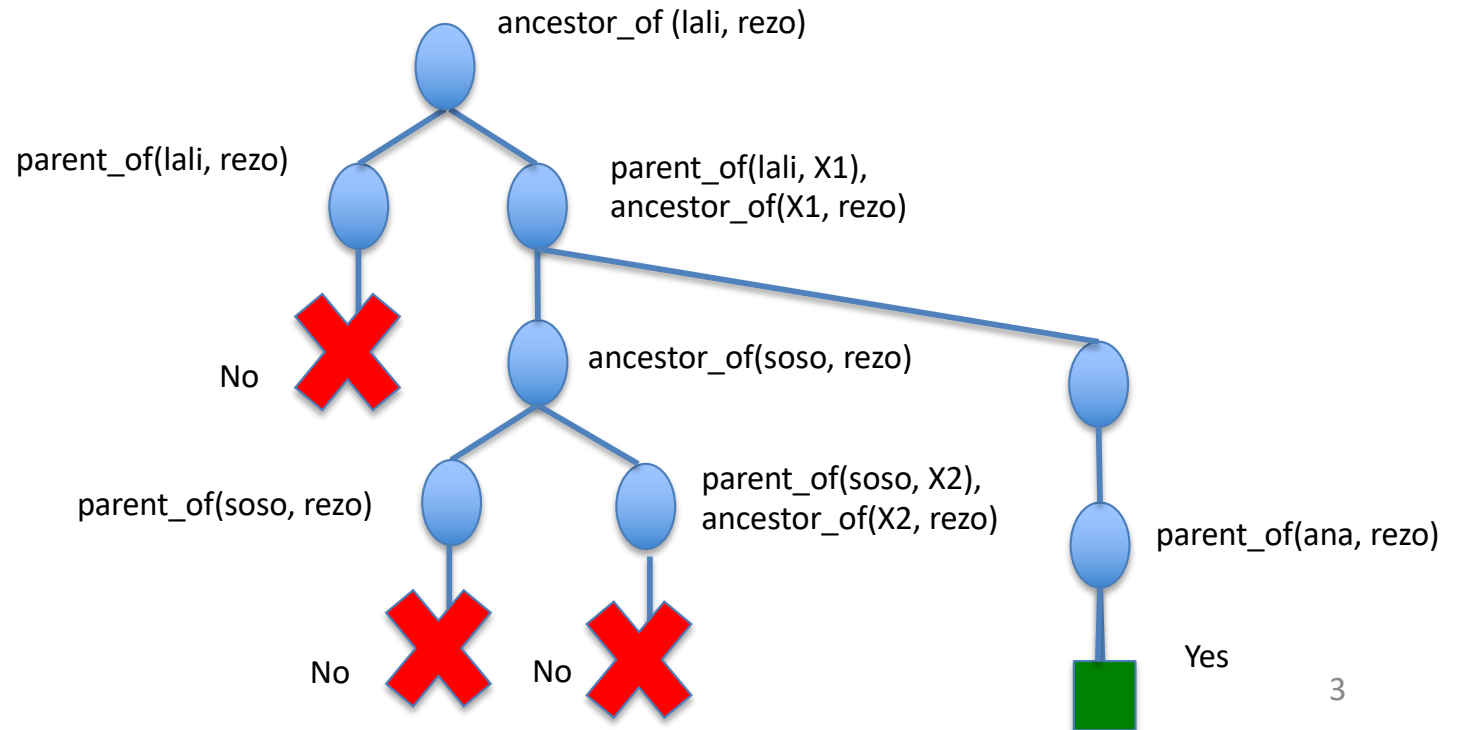 ancestor_of (lali, rezo)
parent_of(lali, rezo)
parent_of(lali, X1),
ancestor_of(X1, rezo)
No
ancestor_of(soso, rezo)
parent_of(soso, rezo)
parent_of(soso, X2),
ancestor_of(X2, rezo)
parent_of(ana, rezo)
No
No
Yes
3